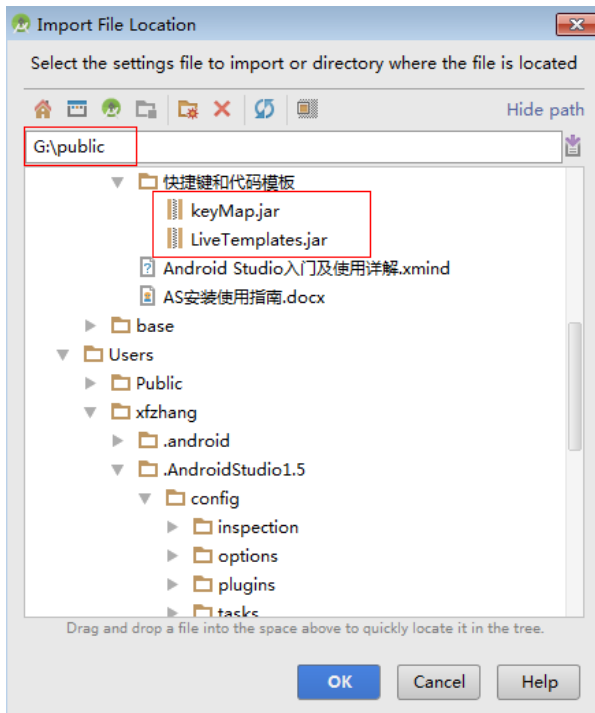 Import File Location
Select the settings file to import or directory where the file is located
Hide path
G:\public
快捷键和代码模板
keyMap.jar
LiveTemplates.jar
Android Studio入门及使用详解.xmind
AS安装使用指南.docx
base
Users
Public
xfzhang
.android
.AndroidStudio1.5
config
inspection
options
plugins
tasks
Drag and drop a file into the space above to quickly locate it in the tree.
OK Cancel Help